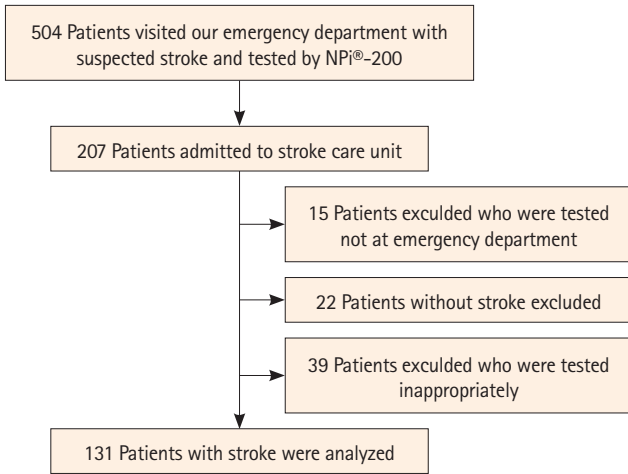 504 Patients visited our emergency department with
suspected stroke and tested by NPi®-200
207 Patients admitted to stroke care unit
15 Patients exculded who were tested
not at emergency department
22 Patients without stroke excluded
39 Patients exculded who were tested
inappropriately
131 Patients with stroke were analyzed